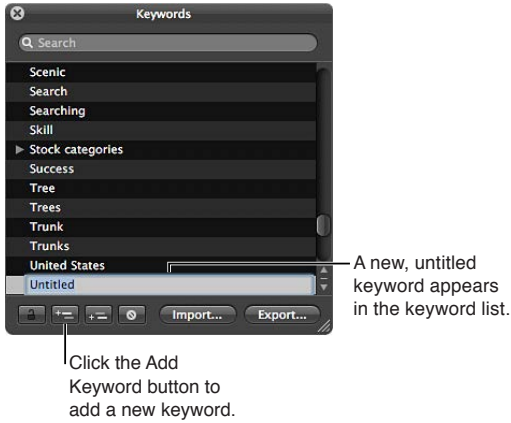 Keywords
Search
Scenic
Search
Searching
Skill
Stock categories
Success
Tree
Trees
Trunk
Trunks
United States
Untitled
Import... Export...
A new, untitled
keyword appears
in the keyword list.
Click the Add
Keyword button to
add a new keyword.